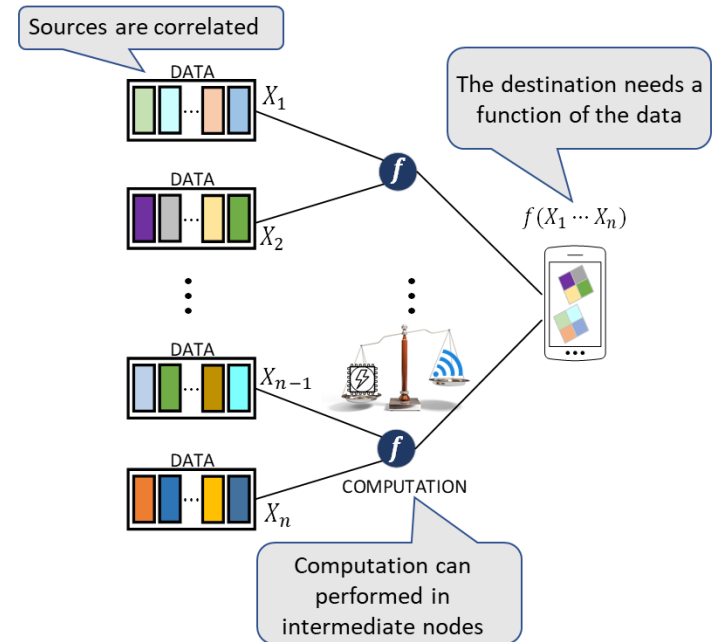 Sources are correlated
DATA
...
X₁
DATA
...
X₂
The destination needs a
function of the data
f
f(X₁ ⋯ Xₙ)
DATA
...
Xₙ₋₁
DATA
...
Xₙ
f
COMPUTATION
Computation can
performed in
intermediate nodes